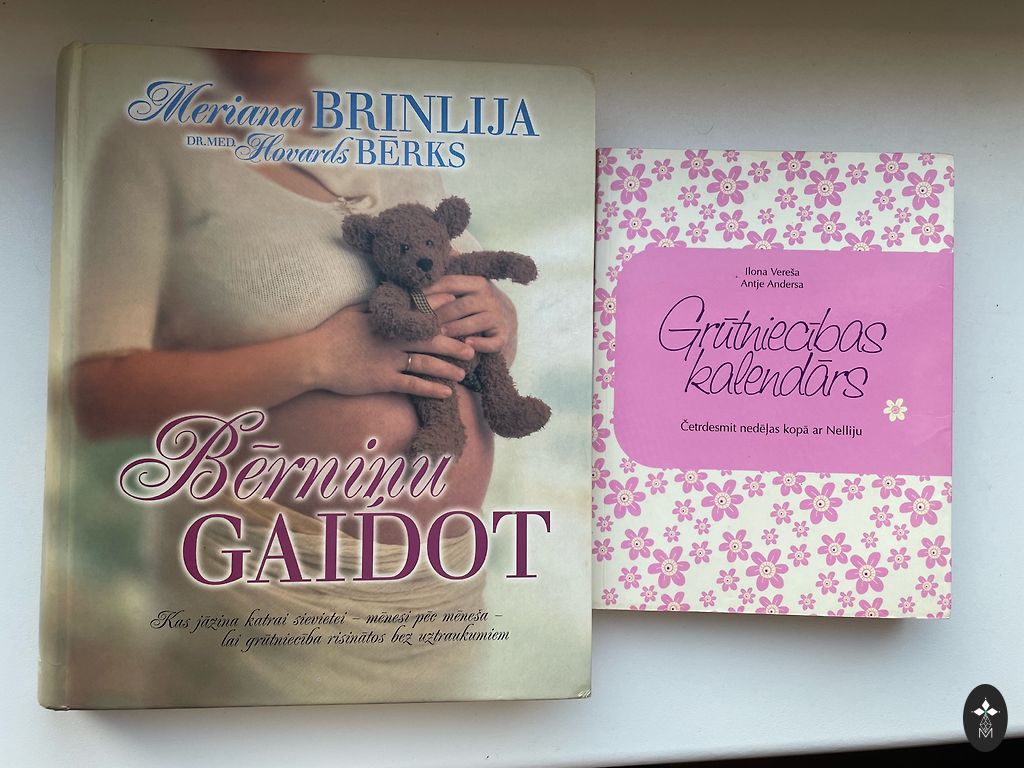 Meriana BRINLIJA
DR.MED. Hovards BĒRKS
Bērniņu
GAIDOT
Kas jāzina katrai sievietei – mēnesi pēc mēneša –
lai grūtniecība risinātos bez uztraukumiem
Ilona Vereša
Antje Andersa
Grūtniecības
kalendārs
Četrdesmit nedēļas kopā ar Nelliju
M